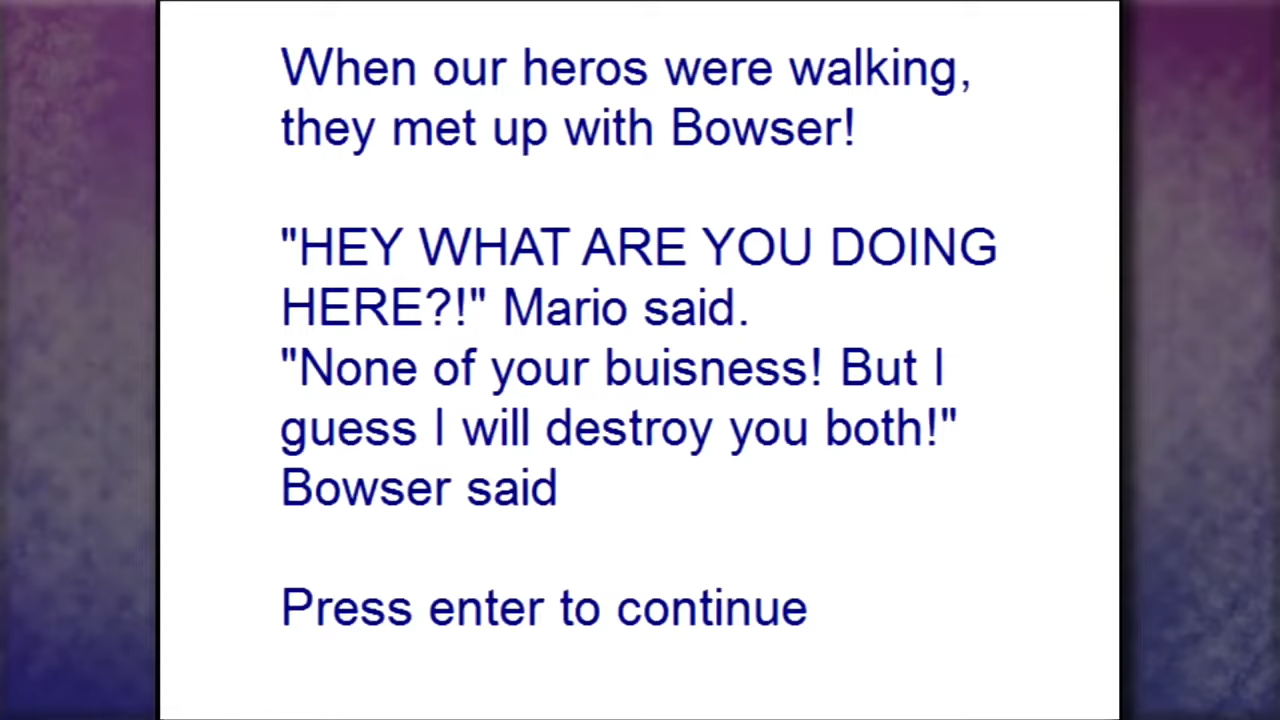 When our heros were walking,
they met up with Bowser!
"HEY WHAT ARE YOU DOING
HERE?!" Mario said.
"None of your buisness! But I
guess I will destroy you both!"
Bowser said
Press enter to continue